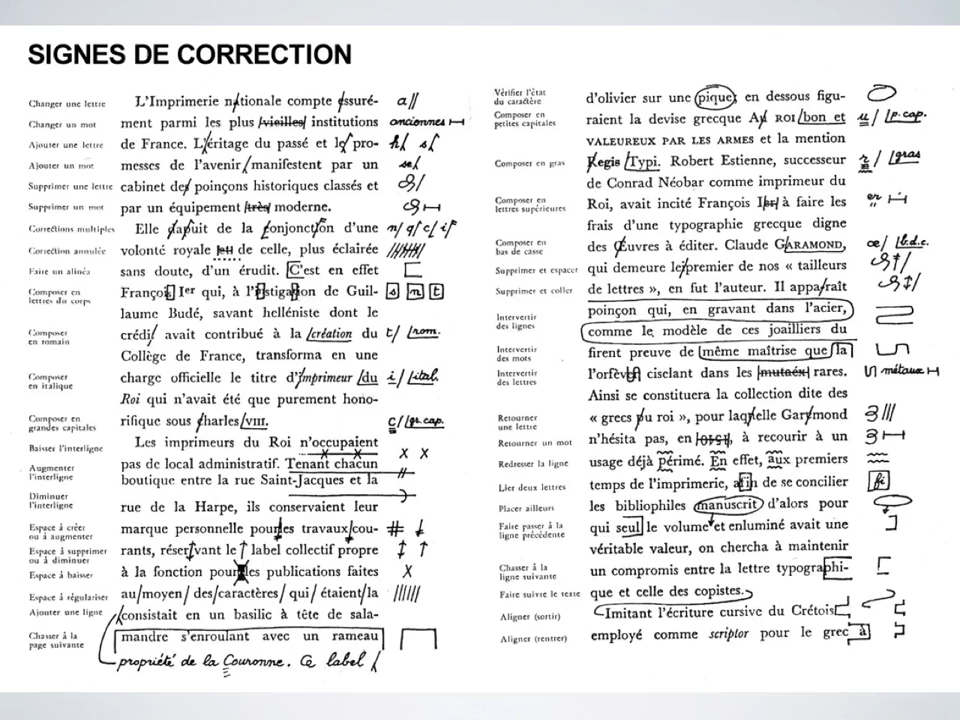 SIGNES DE CORRECTION
Changer une lettre
L'Imprimerie nationale compte assuré- a//
Changer un mot
ment parmi les plus vieilles institutions anciennes
Ajouter une lettre
de France. L'éritage du passé et le pro- h/ s/
Ajouter un mot
messes de l'avenir manifestent par un se/
Supprimer une lettre
cabinet de poinçons historiques classés et
Supprimer un mot
par un équipement très moderne.
Corrections multiples
Elle d'une n/ q/ c/ i/
Correction annulée
volonté royale jeu de celle, plus éclairée
Faire un alinéa
sans doute, d'un érudit. C'est en effet
Composer en
lettres du corps
Ier qui, à de Guil- s n t
laume Budé, savant helléniste dont le
Composer
en romain
crédi avait contribué à la création du t/ rom.
Collège de France, transforma en une
Composer
en italique
charge officielle le titre d'imprimeur du i/ ital.
Roi qui n'avait été que purement hono-
Composer en
grandes capitales
rifique sous charles VIII. c/ gr.cap.
Baisser l'interligne
Les imprimeurs du Roi n'occupaient x x
Augmenter
l'interligne
pas de local administratif. Tenant chacun
boutique entre la rue Saint-Jacques et la
Diminuer
l'interligne
rue de la Harpe, ils conservaient leur
Espace à créer
ou à augmenter
marque personnelle pour les travaux cou- #
Espace à supprimer
ou à diminuer
rants, réservant le label collectif propre
Espace à baisser
à la fonction pour les publications faites x
Espace à régulariser
au/moyen/des/caractères/qui/étaient/la //////
Ajouter une ligne
consistait en un basilic à tête de sala-
Chasser à la
page suivante
mandre s'enroulant avec un rameau
propriété de la Couronne. Ce label
Vérifier l'état
du caractère
d'olivier sur une pique, en dessous figu-
Composer en
petites capitales
raient la devise grecque ROI bon et p.cap.
VALEUREUX PAR LES ARMES et la mention
Composer en gras
Regis Typi. Robert Estienne, successeur gras
de Conrad Néobar comme imprimeur du
Composer en
lettres supérieures
Roi, avait incité François Ier à faire les er
frais d'une typographie grecque digne
Composer en
bas de casse
des Œuvres à éditer. Claude GARAMOND, œ/ b.d.c.
Supprimer et espacer
qui demeure le premier de nos « tailleurs
Supprimer et coller
de lettres », en fut l'auteur. Il apparaît
Intervertir
des lignes
poinçon qui, en gravant dans l'acier,
comme le modèle de ces joailliers du
Intervertir
des mots
firent preuve de même maîtrise que la
Intervertir
des lettres
ciselant dans les mutaéx rares. métaux
Ainsi se constitua la collection dite des
Retourner
une lettre
« grecs du roi », pour laquelle Garamond
Retourner un mot
n'hésita pas, en à recourir à un
Redresser la ligne
usage déjà périmé. En effet, aux premiers
Lier deux lettres
temps de l'imprimerie, afin de se concilier fi
Placer ailleurs
les bibliophiles manuscrit d'alors pour
Faire passer à la
ligne précédente
qui seul le volume et enluminé avait une
véritable valeur, on chercha à maintenir
Chasser à la
ligne suivante
un compromis entre la lettre typographi-
Faire suivre le texte
que et celle des copistes.
Aligner (sortir)
Imitant l'écriture cursive du Crétois
Aligner (rentrer)
employé comme scriptor pour le grec à